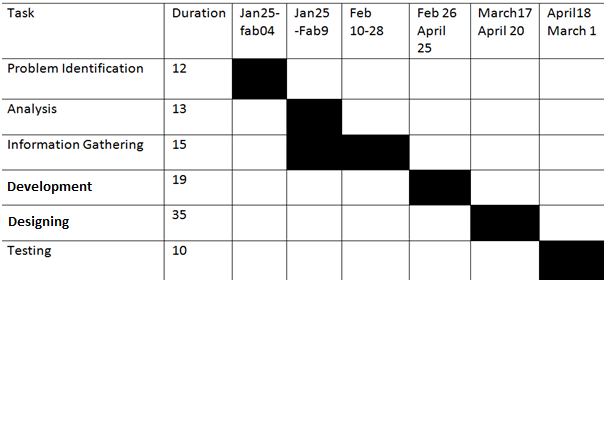 Task Duration Jan25- Jan25 Feb Feb 26 March17 April18
fab04 -Fab9 10-28 April April 20 March 1
25
Problem Identification 12
Analysis 13
Information Gathering 15
Development 19
Designing 35
Testing 10